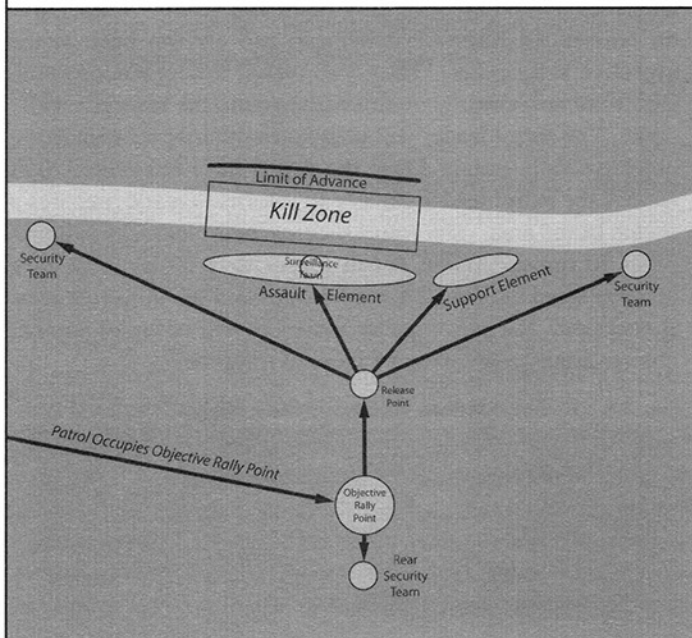 Limit of Advance
Kill Zone
Security
Team
Surveillance
Team
Assault Element
Support Element
Security
Team
Release
Point
Patrol Occupies Objective Rally Point
Objective
Rally
Point
Rear
Security
Team